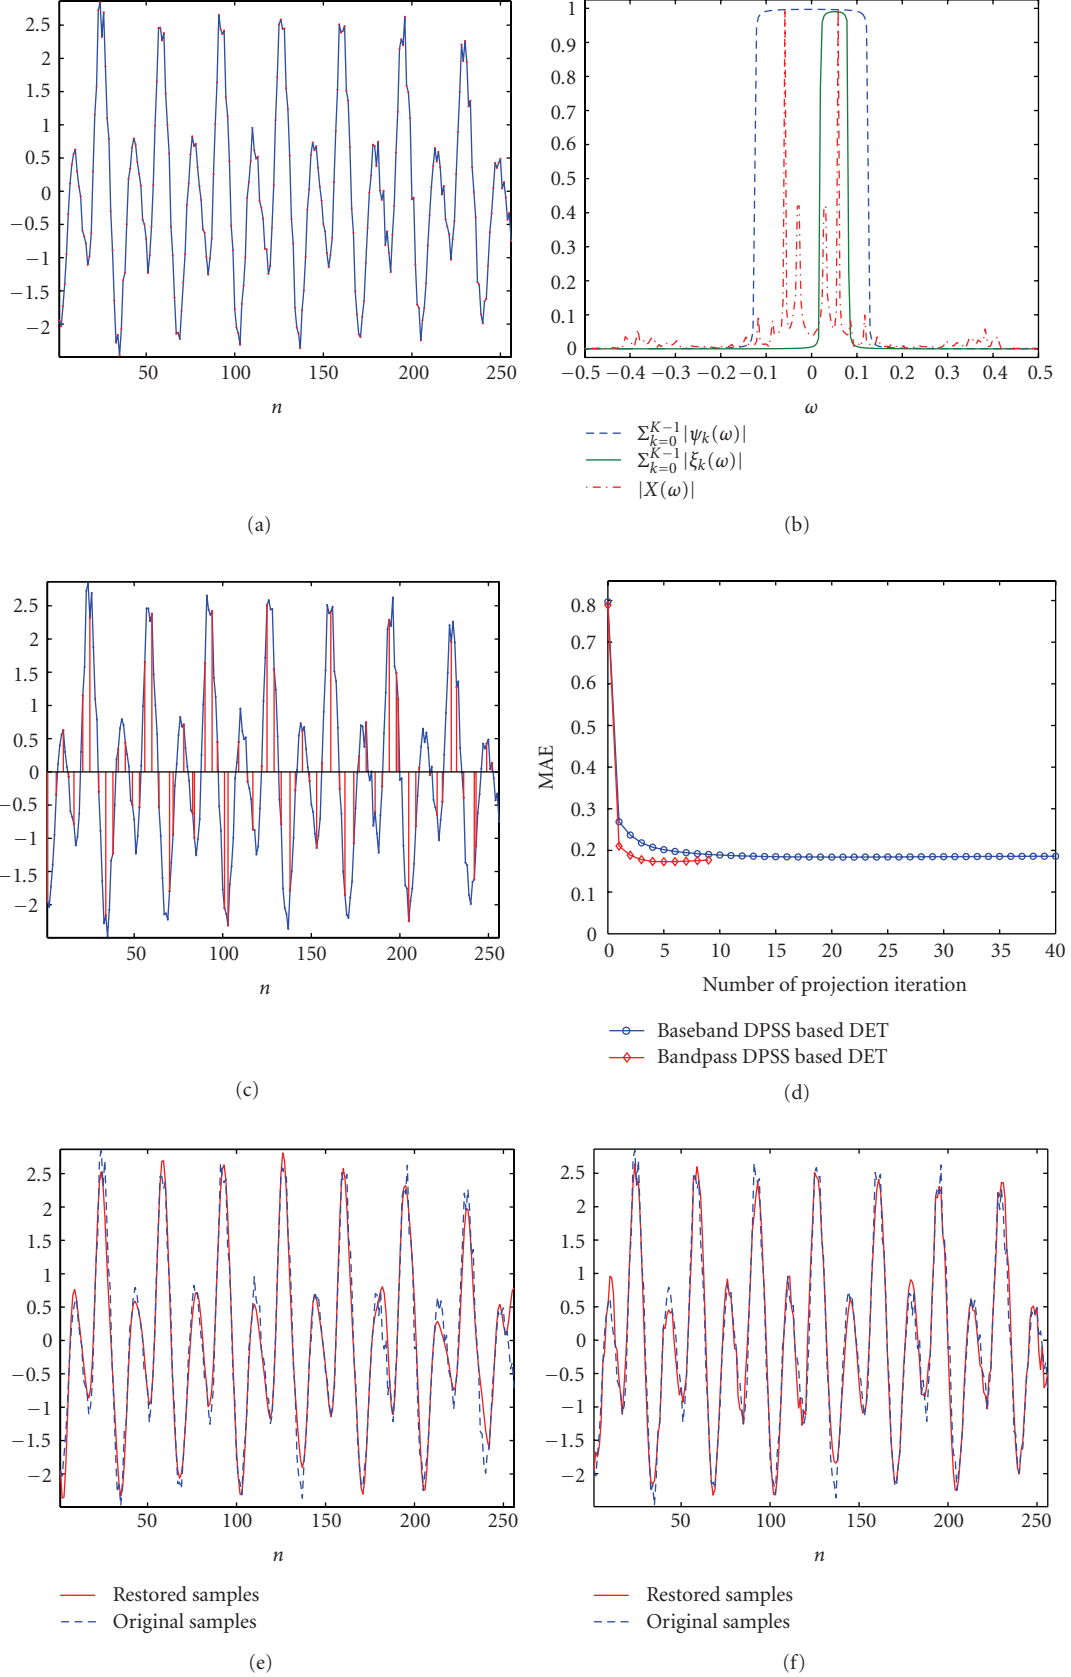 2.5
2
1.5
1
0.5
0
−0.5
−1
−1.5
−2
50 100 150 200 250
n
(a)
1
0.9
0.8
0.7
0.6
0.5
0.4
0.3
0.2
0.1
0
−0.5 −0.4 −0.3 −0.2 −0.1 0 0.1 0.2 0.3 0.4 0.5
ω
Σ_{k=0}^{K−1} |ψ_k(ω)|
Σ_{k=0}^{K−1} |ξ_k(ω)|
|X(ω)|
(b)
2.5
2
1.5
1
0.5
0
−0.5
−1
−1.5
−2
50 100 150 200 250
n
(c)
0.8
0.7
0.6
0.5
0.4
0.3
0.2
0.1
0
MAE
0 5 10 15 20 25 30 35 40
Number of projection iteration
Baseband DPSS based DET
Bandpass DPSS based DET
(d)
2.5
2
1.5
1
0.5
0
−0.5
−1
−1.5
−2
50 100 150 200 250
n
Restored samples
Original samples
(e)
2.5
2
1.5
1
0.5
0
−0.5
−1
−1.5
−2
50 100 150 200 250
n
Restored samples
Original samples
(f)